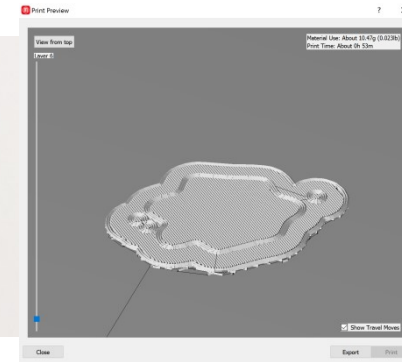 Print Preview
?
View from top
Layer 6
Material Use: About 10.47g (0.023lb)
Print Time: About 0h 53m
Show Travel Moves
Close
Export
Print